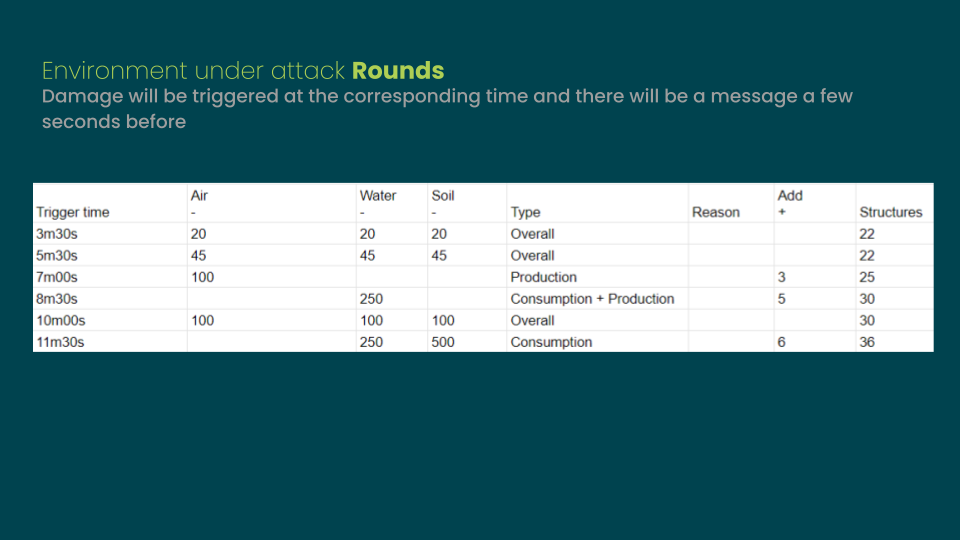 Environment under attack Rounds
Damage will be triggered at the corresponding time and there will be a message a few
seconds before
Air Water Soil Add
Trigger time - - - Type Reason + Structures
3m30s 20 20 20 Overall 22
5m30s 45 45 45 Overall 22
7m00s 100 Production 3 25
8m30s 250 Consumption + Production 5 30
10m00s 100 100 100 Overall 30
11m30s 250 500 Consumption 6 36